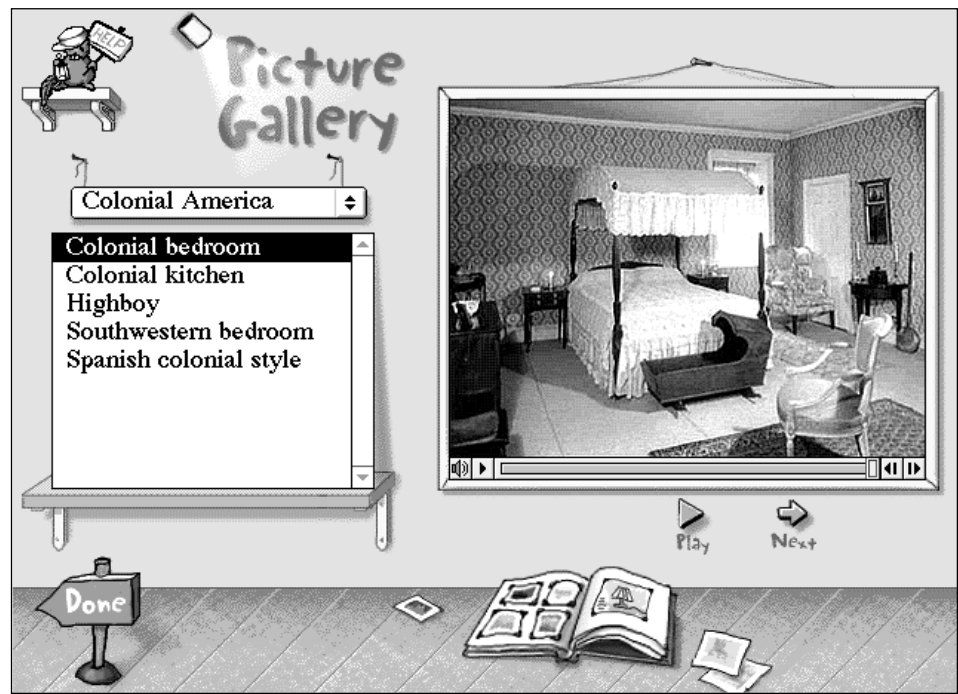 HELP
Picture
Gallery
Colonial America
Colonial bedroom
Colonial kitchen
Highboy
Southwestern bedroom
Spanish colonial style
Play
Next
Done